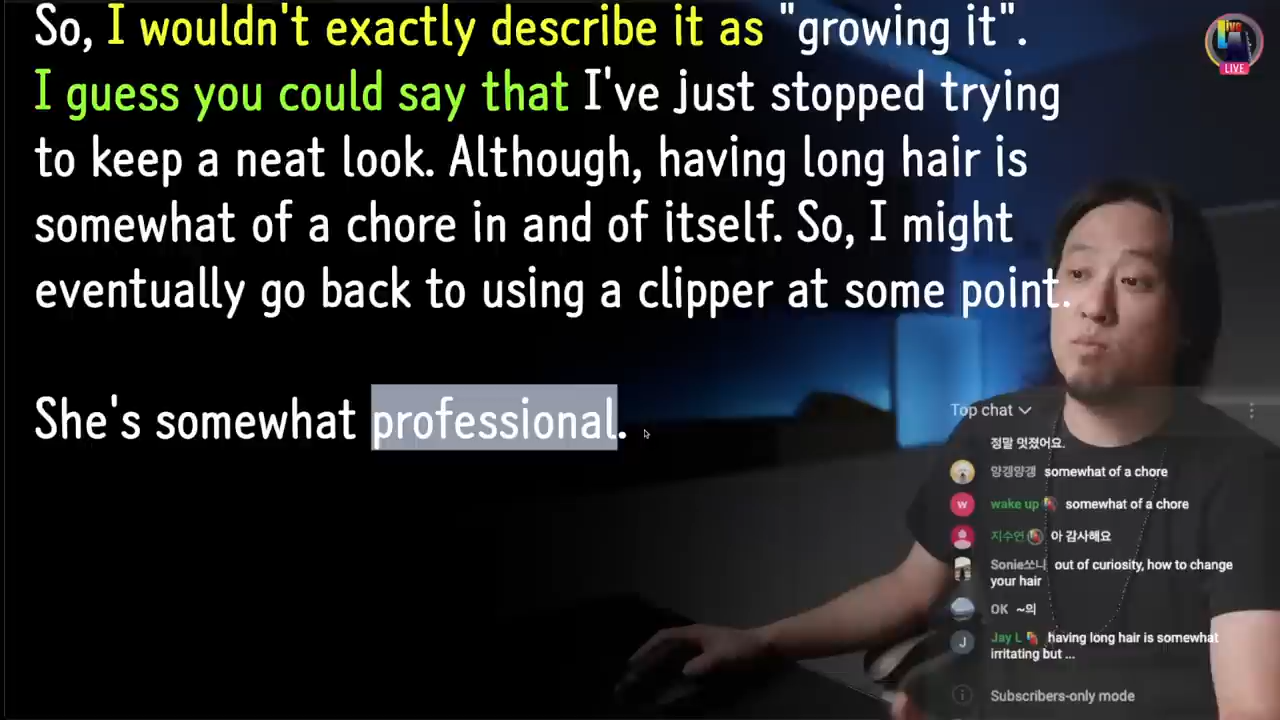 So, I wouldn't exactly describe it as "growing it".
I guess you could say that I've just stopped trying
to keep a neat look. Although, having long hair is
somewhat of a chore in and of itself. So, I might
eventually go back to using a clipper at some point.
She's somewhat professional.
Live
LIVE
Top chat
정말 멋졌어요.
양갱양갱 somewhat of a chore
W
wake up somewhat of a chore
지수연 아 감사해요
Sonie쏘니 out of curiosity, how to change
your hair
OK ~의
J
Jay L having long hair is somewhat
irritating but ...
Subscribers-only mode